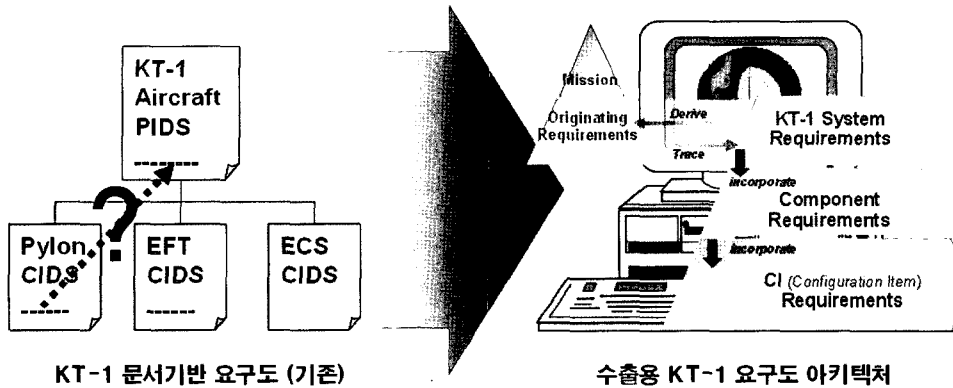 KT-1
Aircraft
PIDS
?
Pylon
CIDS
EFT
CIDS
ECS
CIDS
KT-1 문서기반 요구도 (기존)
Mission
Originating
Requirements
Derive
Trace
KT-1 System
Requirements
incorporate
Component
Requirements
incorporate
CI (Configuration Item)
Requirements
수출용 KT-1 요구도 아키텍처